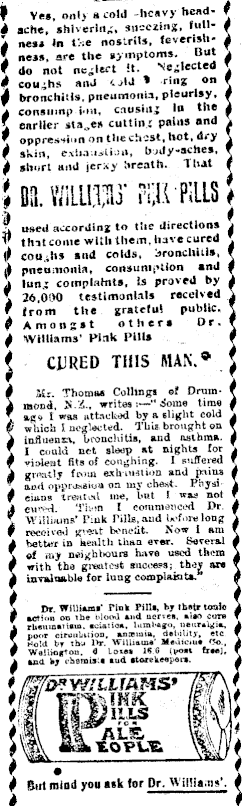 Yes, only a cold -heavy head-
ache, shivering, sneezing, full-
ness in the nostrils, feverish-
ness, are the symptoms. But
do not neglect it. Neglected
coughs and cold ring on
bronchitis, pneumonia, pleurisy,
consumption, causing in the
earlier stages cutting pains and
oppression on the chest, hot, dry
skin, exhaustion, body-aches,
short and jerky breath. That
DR. WILLIAMS' PINK PILLS
used according to the directions
that come with them, have cured
coughs and colds, bronchitis,
pneumonia, consumption and
lung complaints, is proved by
26,000 testimonials received
from the grateful public.
Amongst others Dr.
Williams' Pink Pills
CURED THIS MAN.
Mr. Thomas Collings of Drum-
mond, N.Z., writes :—"Some time
ago I was attacked by a slight cold
which I neglected. This brought on
influenza, bronchitis, and asthma.
I could not sleep at nights for
violent fits of coughing. I suffered
greatly from exhaustion and pains
and oppression on my chest. Physi-
cians treated me, but I was not
cured. Then I commenced Dr.
Williams' Pink Pills, and before long
received great benefit. Now I am
better in health than ever. Several
of my neighbours have used them
with the greatest success; they are
invaluable for lung complaints."
Dr. Williams' Pink Pills, by their tonic
action on the blood and nerves, also cure
rheumatism, sciatica, lumbago, neuralgia,
poor circulation, anæmia, debility, etc
Sold by the Dr. Williams' Medicine Co.
Wellington, 6 boxes 16/6 (post free),
and by chemists and storekeepers.
DR WILLIAMS'
PINK
PILLS
FOR
PALE
PEOPLE
But mind you ask for Dr. Williams'.